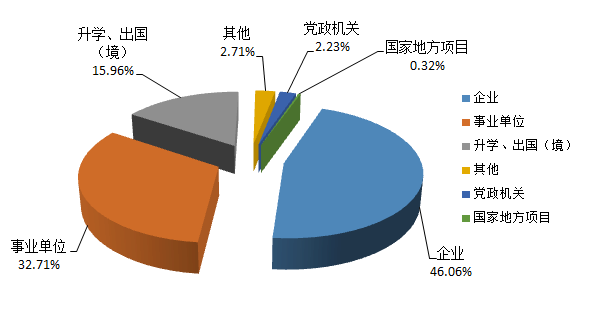 升学、出国
（境）
15.96%
其他
2.71%
党政机关
2.23%
国家地方项目
0.32%
事业单位
32.71%
企业
46.06%
企业
事业单位
升学、出国（境）
其他
党政机关
国家地方项目